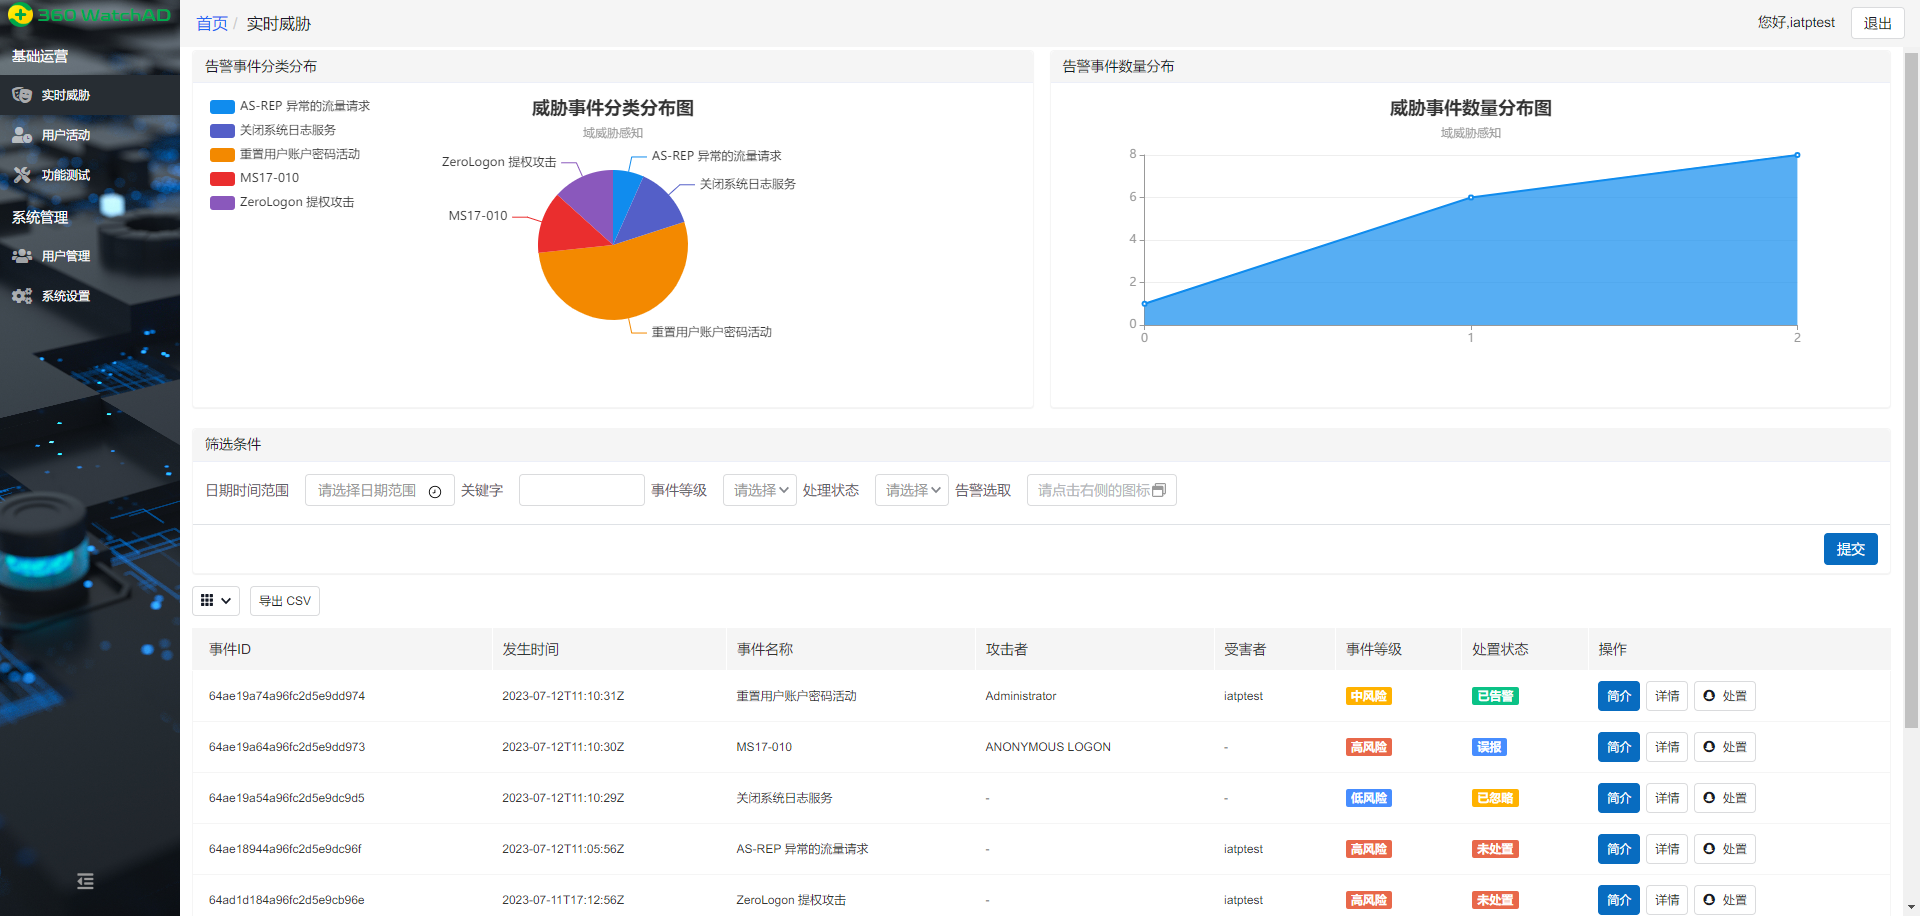 360 WatchAD
首页 / 实时威胁
您好,iatptest
退出
基础运营
实时威胁
用户活动
功能测试
系统管理
用户管理
系统设置
告警事件分类分布
AS-REP 异常的流量请求
关闭系统日志服务
重置用户账户密码活动
MS17-010
ZeroLogon 提权攻击
威胁事件分类分布图
域威胁感知
ZeroLogon 提权攻击
AS-REP 异常的流量请求
关闭系统日志服务
MS17-010
重置用户账户密码活动
告警事件数量分布
威胁事件数量分布图
域威胁感知
8
6
4
2
0
0 1 2
筛选条件
日期时间范围 请选择日期范围 关键字 事件等级 请选择 处理状态 请选择 告警选取 请点击右侧的图标
提交
导出 CSV
事件ID 发生时间 事件名称 攻击者 受害者 事件等级 处置状态 操作
64ae19a74a96fc2d5e9dd974 2023-07-12T11:10:31Z 重置用户账户密码活动 Administrator iatptest 中风险 已告警 简介 详情 处置
64ae19a64a96fc2d5e9dd973 2023-07-12T11:10:30Z MS17-010 ANONYMOUS LOGON - 高风险 误报 简介 详情 处置
64ae19a54a96fc2d5e9dc9d5 2023-07-12T11:10:29Z 关闭系统日志服务 - - 低风险 已忽略 简介 详情 处置
64ae18944a96fc2d5e9dc96f 2023-07-12T11:05:56Z AS-REP 异常的流量请求 - iatptest 高风险 未处置 简介 详情 处置
64ad1d184a96fc2d5e9cb96e 2023-07-11T17:12:56Z ZeroLogon 提权攻击 - iatptest 高风险 未处置 简介 详情 处置